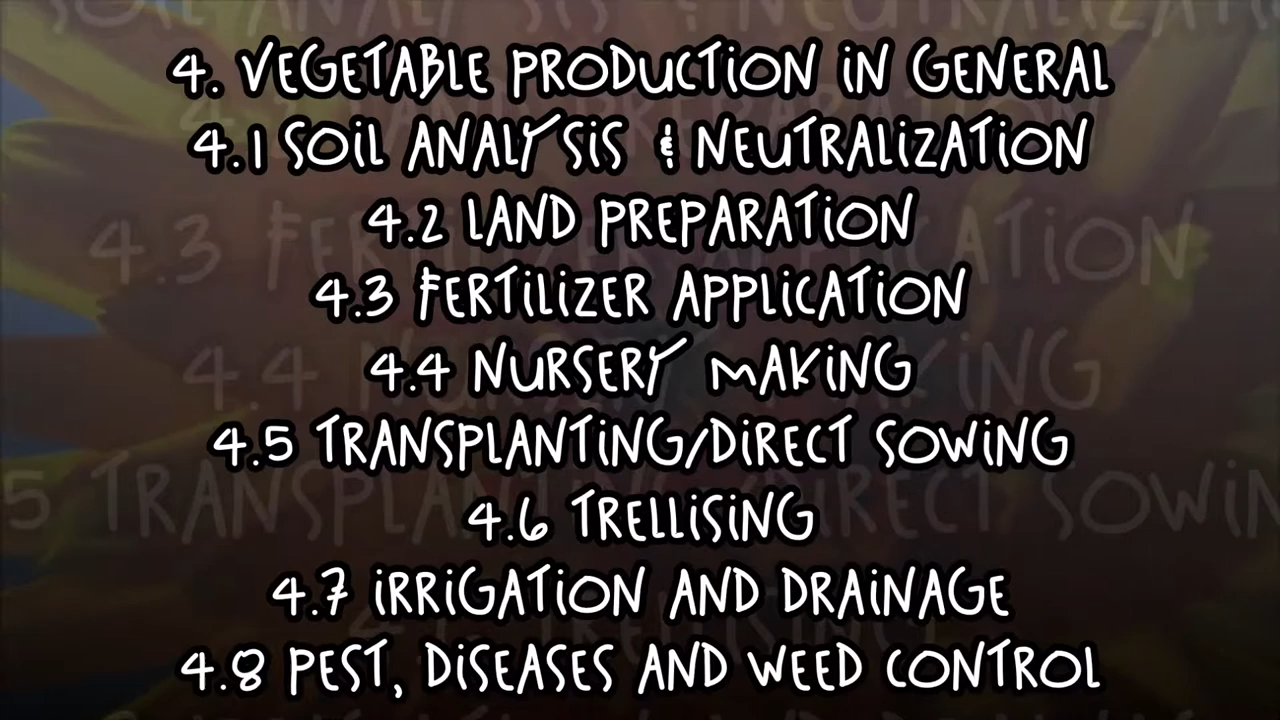 4. VEGETABLE PRODUCTION IN GENERAL
4.1 SOIL ANALYSIS & NEUTRALIZATION
4.2 LAND PREPARATION
4.3 FERTILIZER APPLICATION
4.4 NURSERY MAKING
4.5 TRANSPLANTING/DIRECT SOWING
4.6 TRELLISING
4.7 IRRIGATION AND DRAINAGE
4.8 PEST, DISEASES AND WEED CONTROL